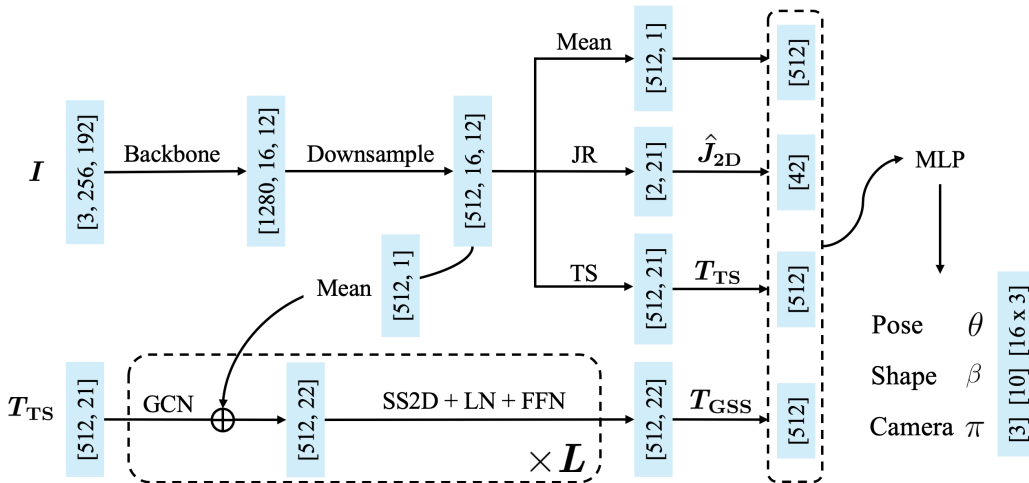 I
[3, 256, 192]
Backbone
[1280, 16, 12]
Downsample
[512, 16, 12]
Mean
[512, 1]
[512]
JR
[2, 21]
Ĵ2D
[42]
TS
[512, 21]
TTS
[512]
MLP
Mean
[512, 1]
TTS
[512, 21]
GCN
[512, 22]
SS2D + LN + FFN
× L
[512, 22]
TGSS
[512]
Pose θ [16 x 3]
Shape β [10]
Camera π [3]